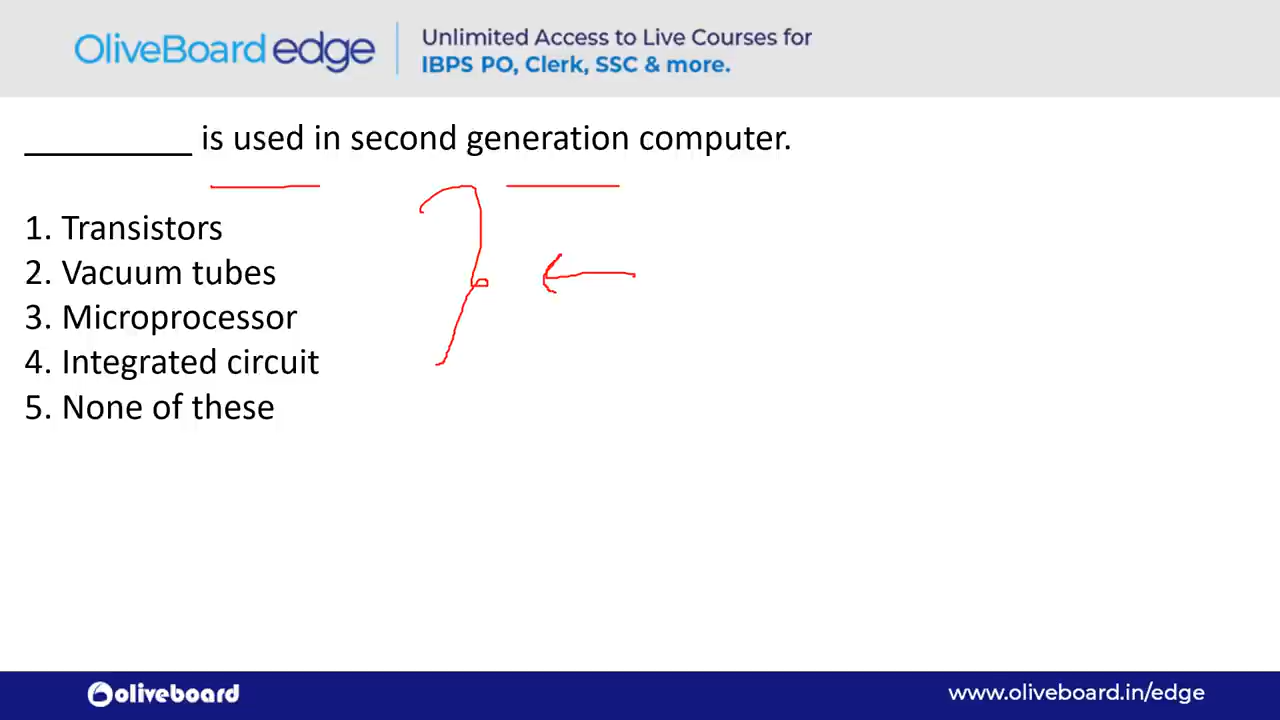 OliveBoard edge
Unlimited Access to Live Courses for
IBPS PO, Clerk, SSC & more.
__________ is used in second generation computer.
1. Transistors
2. Vacuum tubes
3. Microprocessor
4. Integrated circuit
5. None of these
oliveboard
www.oliveboard.in/edge